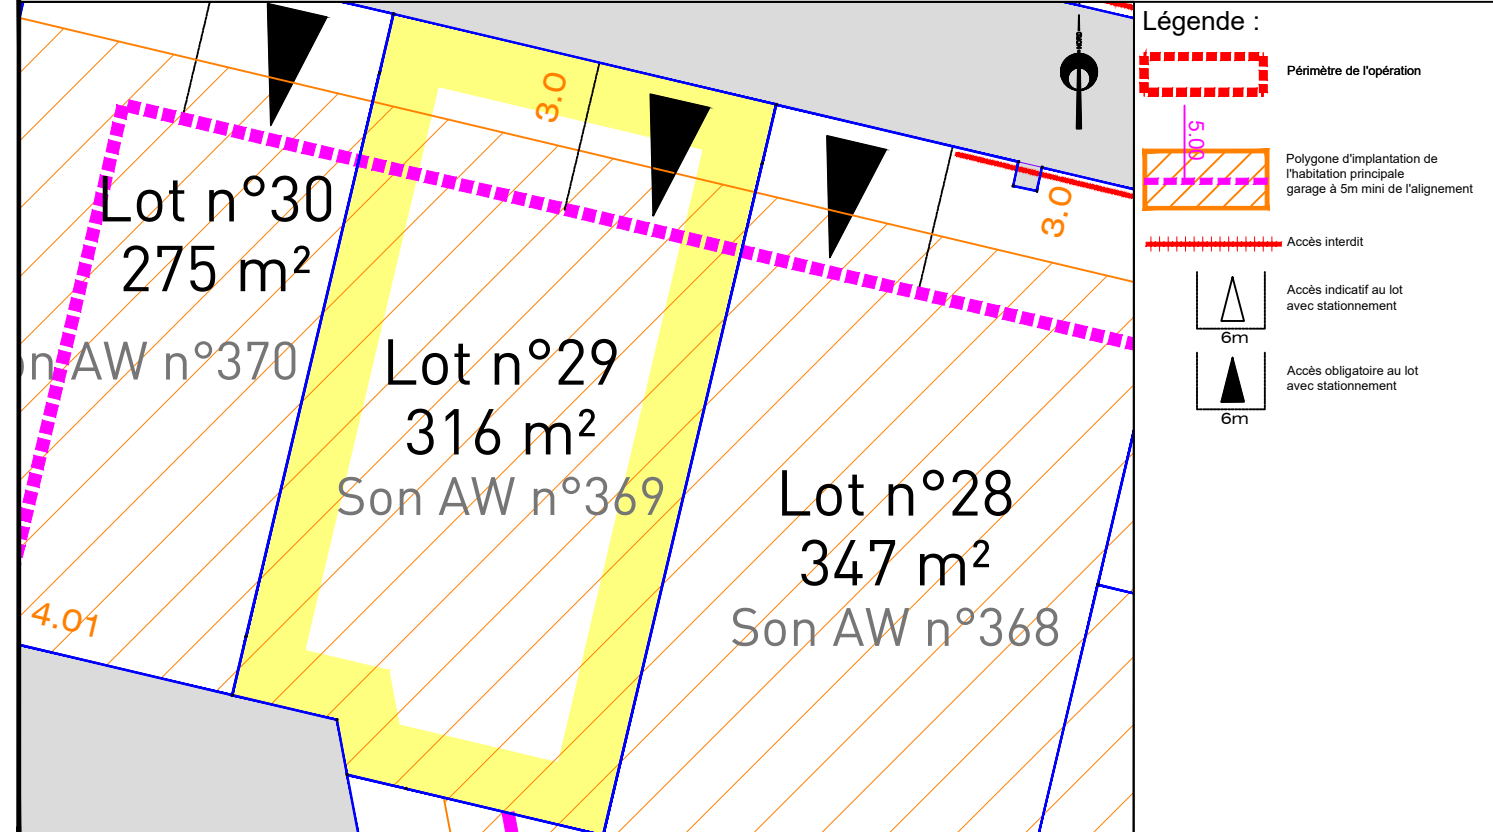 3.0
Lot n°30
275 m²
n AW n°370
4.01
Lot n°29
316 m²
Son AW n°369
3.0
Lot n°28
347 m²
Son AW n°368
NORD
Légende :
Périmètre de l'opération
5.00
Polygone d'implantation de
l'habitation principale
garage à 5m mini de l'alignement
Accès interdit
Accès indicatif au lot
avec stationnement
6m
Accès obligatoire au lot
avec stationnement
6m